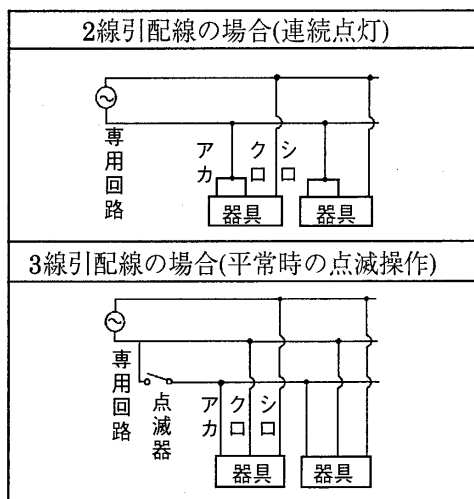 2線引配線の場合(連続点灯)
専用回路
アカ
クロ
シロ
器具
器具
3線引配線の場合(平常時の点滅操作)
専用回路
点滅器
アカ
クロ
シロ
器具
器具